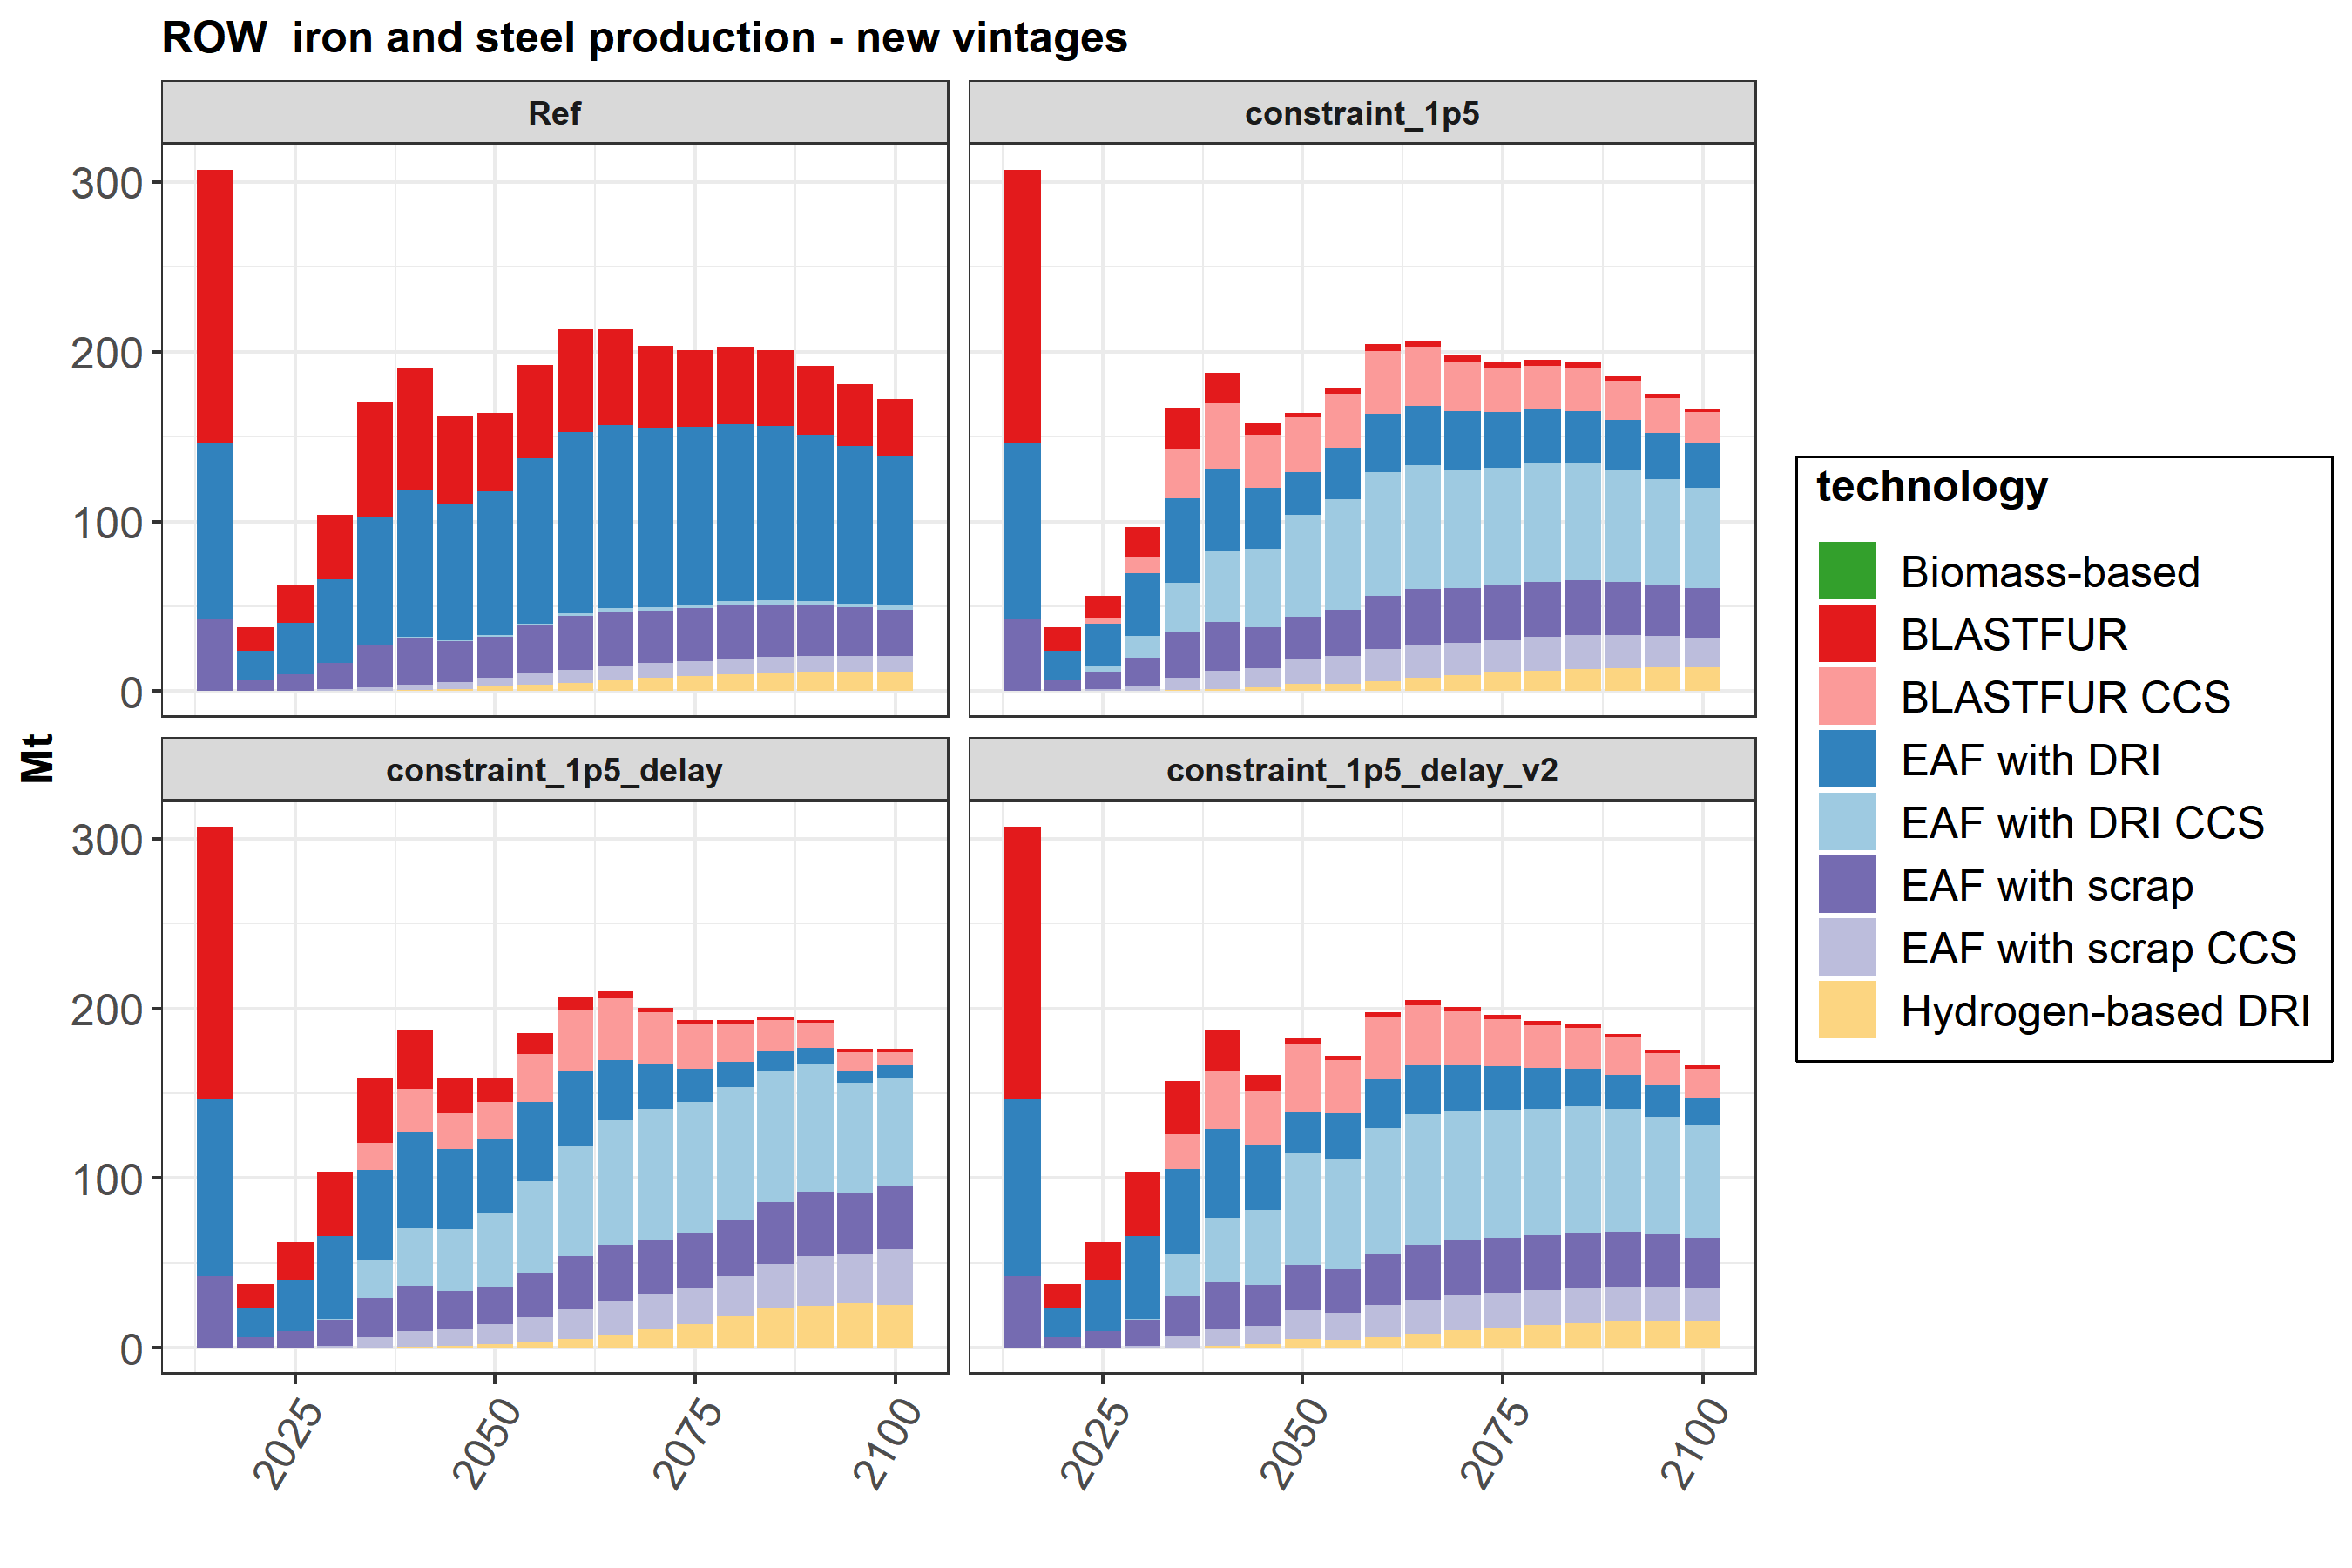 ROW  iron and steel production - new vintages
Ref
constraint_1p5
300
200
100
0
Mt
constraint_1p5_delay
constraint_1p5_delay_v2
300
200
100
0
2025
2050
2075
2100
2025
2050
2075
2100
technology
Biomass-based
BLASTFUR
BLASTFUR CCS
EAF with DRI
EAF with DRI CCS
EAF with scrap
EAF with scrap CCS
Hydrogen-based DRI